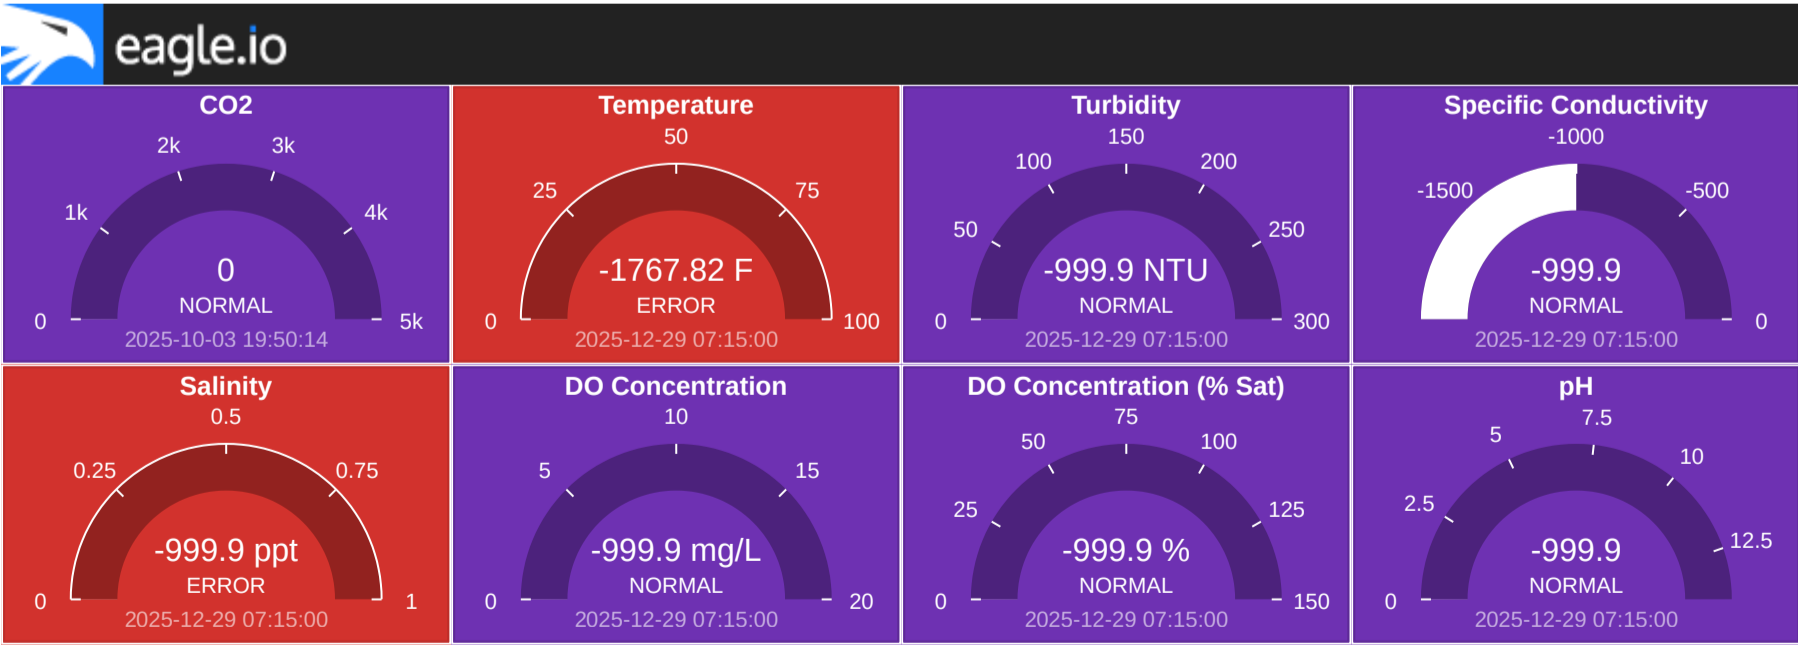 eagle.io
CO2
2k 3k
1k 4k
0
NORMAL
0 5k
2025-10-03 19:50:14
Temperature
50
25 75
-1767.82 F
ERROR
0 100
2025-12-29 07:15:00
Turbidity
150
100 200
50 250
-999.9 NTU
NORMAL
0 300
2025-12-29 07:15:00
Specific Conductivity
-1000
-1500 -500
-999.9
NORMAL
0
2025-12-29 07:15:00
Salinity
0.5
0.25 0.75
-999.9 ppt
ERROR
0 1
2025-12-29 07:15:00
DO Concentration
10
5 15
-999.9 mg/L
NORMAL
0 20
2025-12-29 07:15:00
DO Concentration (% Sat)
75
50 100
25 125
-999.9 %
NORMAL
0 150
2025-12-29 07:15:00
pH
7.5
5 10
2.5 12.5
-999.9
NORMAL
0
2025-12-29 07:15:00